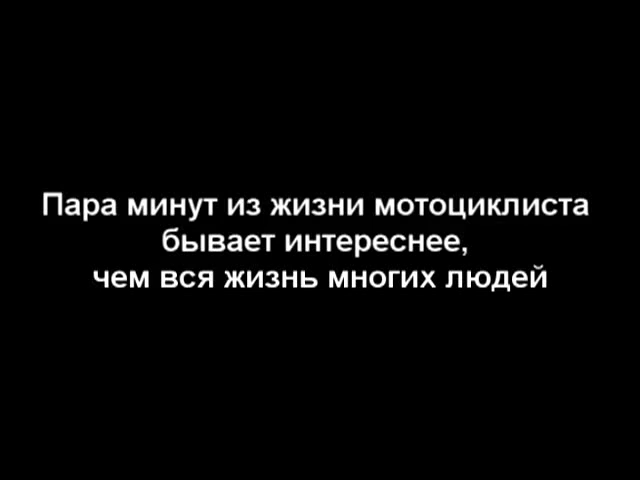 Пара минут из жизни мотоциклиста
бывает интереснее,
чем вся жизнь многих людей